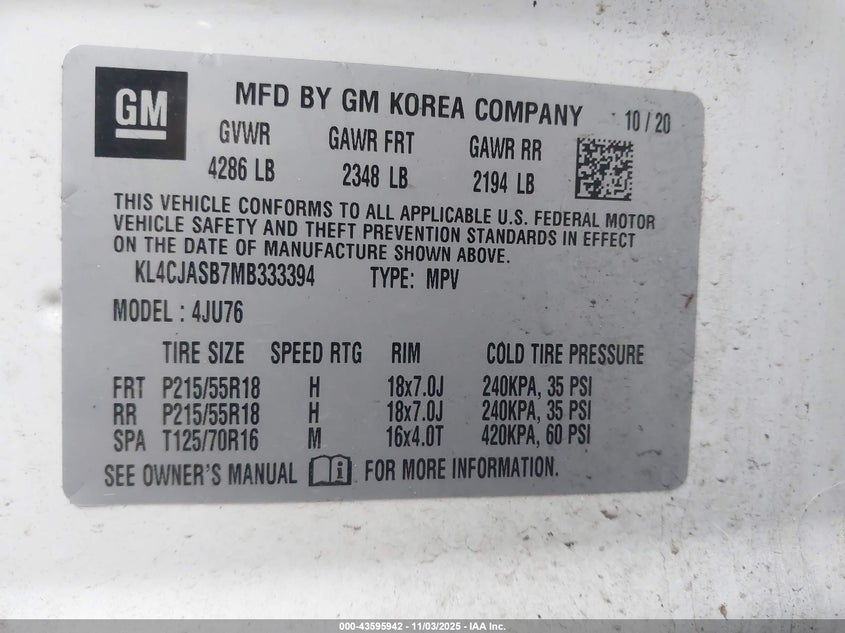 GM
MFD BY GM KOREA COMPANY 10 / 20
GVWR GAWR FRT GAWR RR
4286 LB 2348 LB 2194 LB
THIS VEHICLE CONFORMS TO ALL APPLICABLE U.S. FEDERAL MOTOR
VEHICLE SAFETY AND THEFT PREVENTION STANDARDS IN EFFECT
ON THE DATE OF MANUFACTURE SHOWN ABOVE.
KL4CJASB7MB333394 TYPE: MPV
MODEL : 4JU76
TIRE SIZE SPEED RTG RIM COLD TIRE PRESSURE
FRT P215/55R18 H 18x7.0J 240KPA, 35 PSI
RR P215/55R18 H 18x7.0J 240KPA, 35 PSI
SPA T125/70R16 M 16x4.0T 420KPA, 60 PSI
SEE OWNER'S MANUAL FOR MORE INFORMATION.
000-43595942 - 11/03/2025 - IAA Inc.